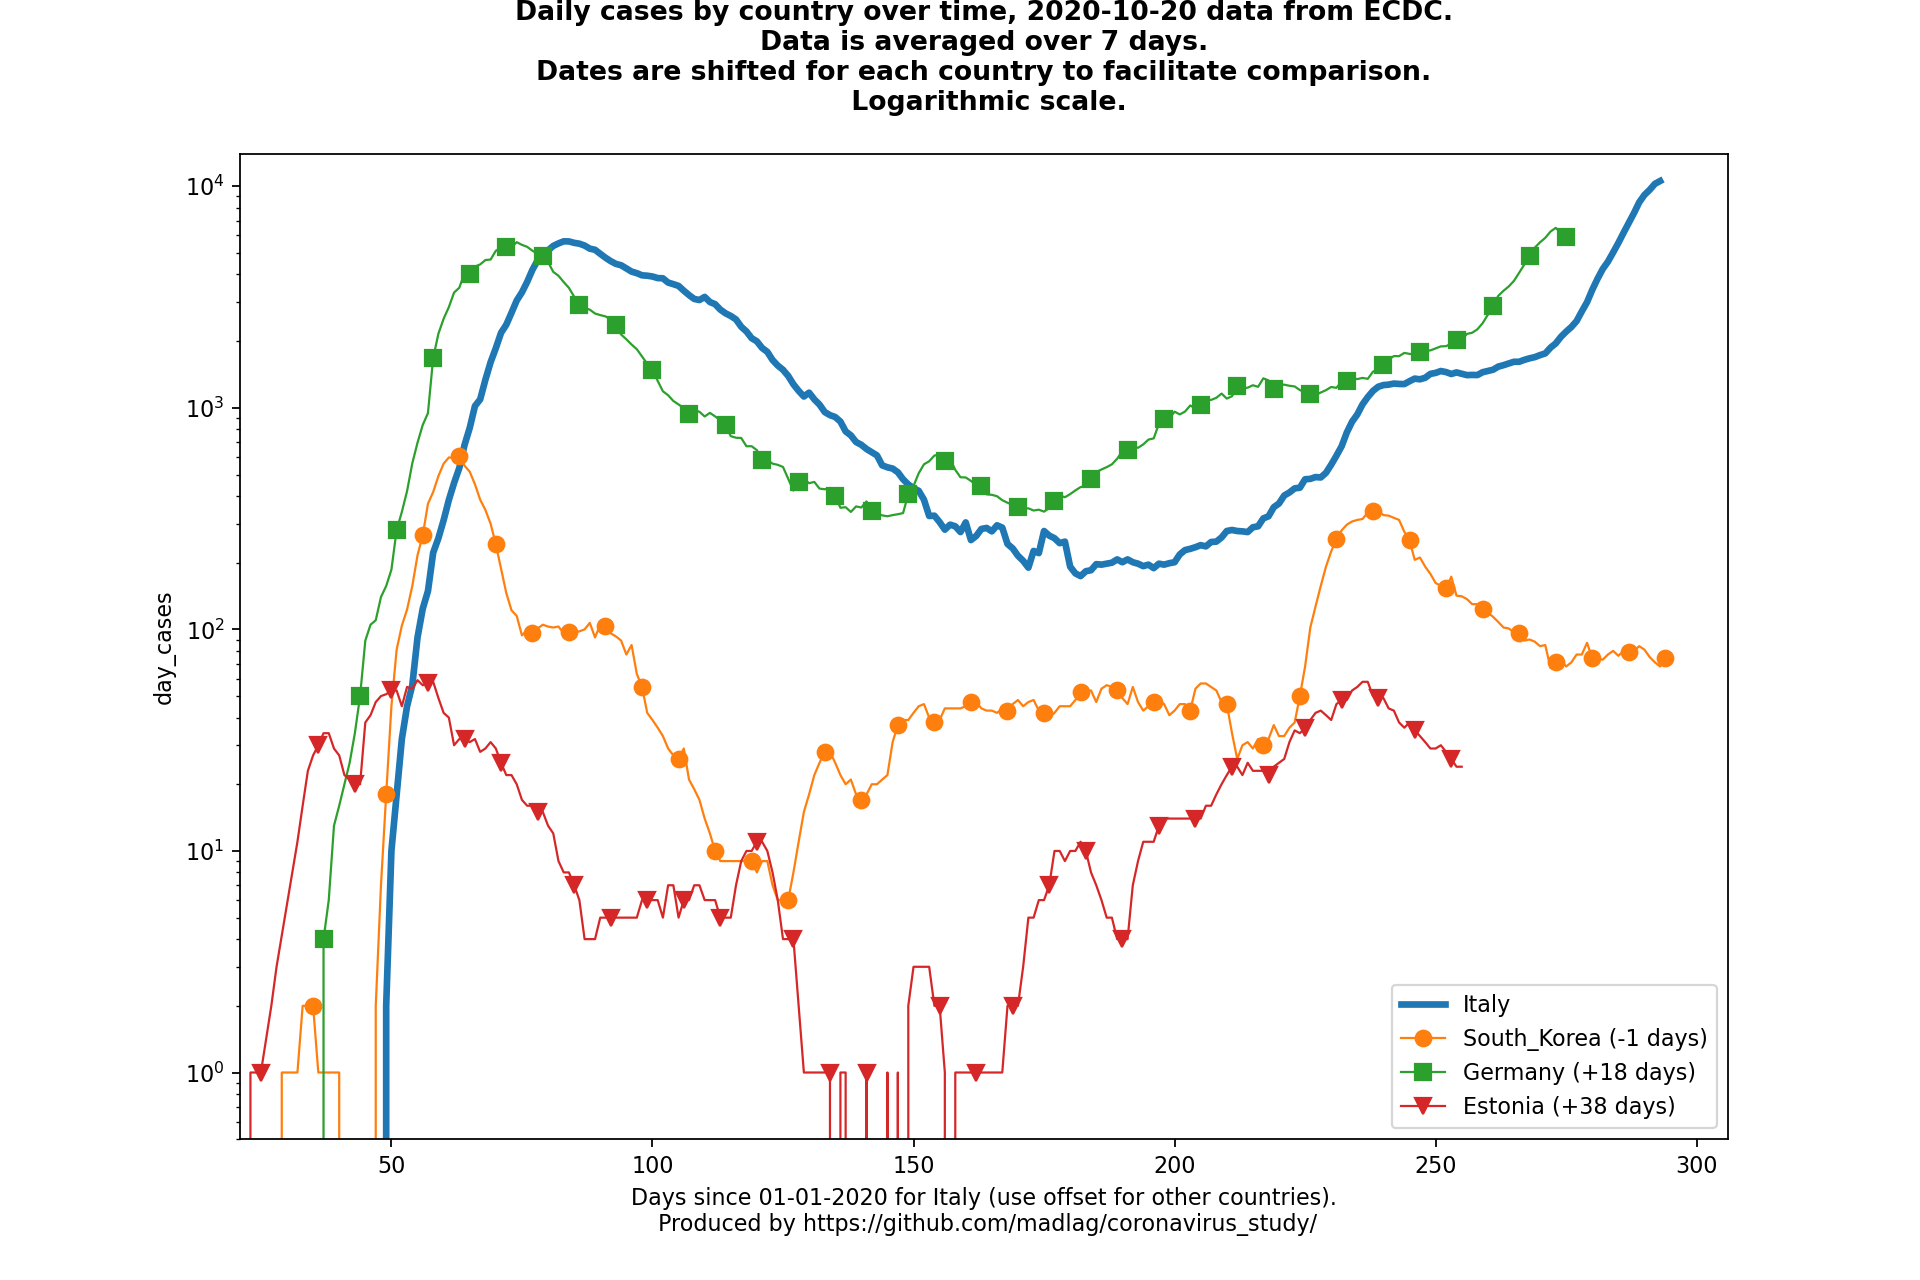 Daily cases by country over time, 2020-10-20 data from ECDC.
Data is averaged over 7 days.
Dates are shifted for each country to facilitate comparison.
Logarithmic scale.
10^4
10^3
10^2
10^1
10^0
day_cases
50 100 150 200 250 300
Italy
South_Korea (-1 days)
Germany (+18 days)
Estonia (+38 days)
Days since 01-01-2020 for Italy (use offset for other countries).
Produced by https://github.com/madlag/coronavirus_study/